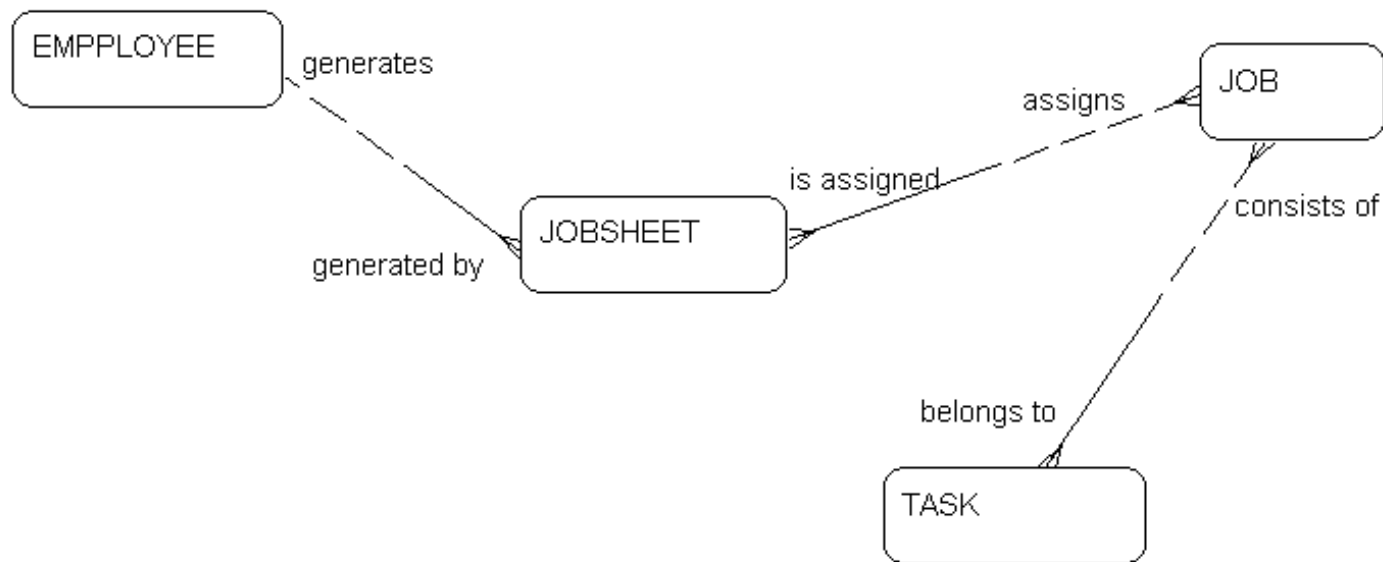 EMPPLOYEE
generates
JOB
assigns
is assigned
consists of
JOBSHEET
generated by
belongs to
TASK